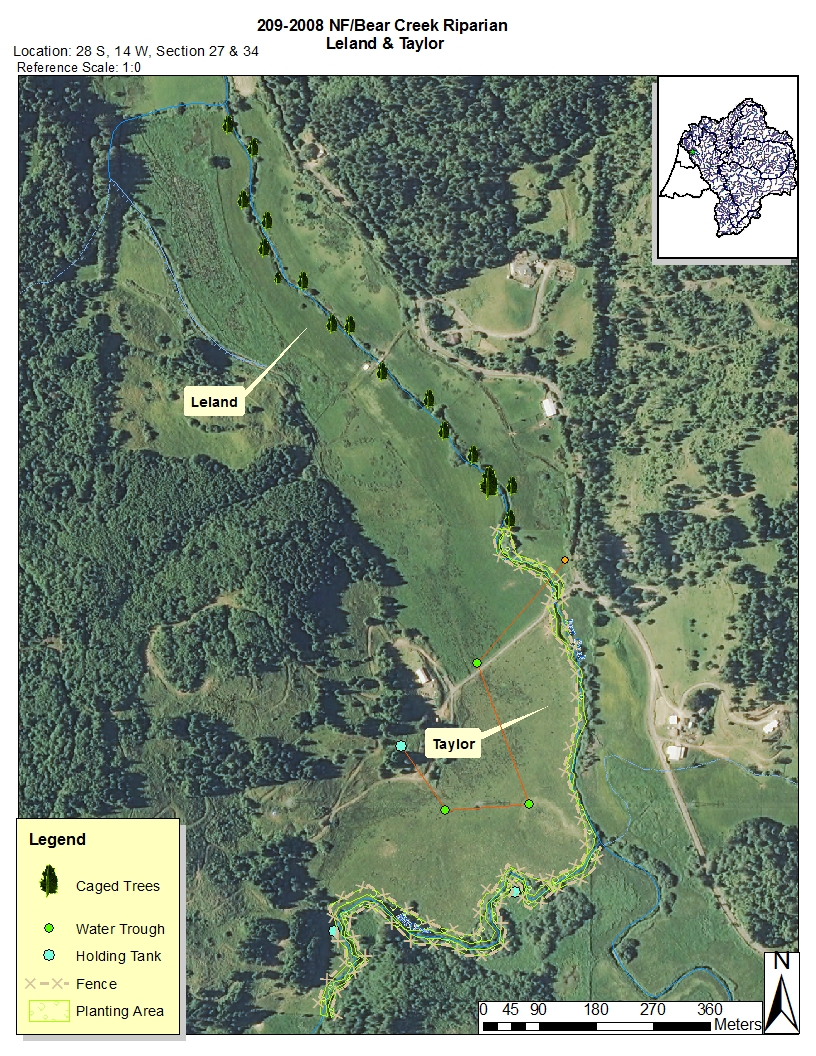 209-2008 NF/Bear Creek Riparian
Leland & Taylor
Location: 28 S, 14 W, Section 27 & 34
Reference Scale: 1:0
Leland
Taylor
Legend
Caged Trees
Water Trough
Holding Tank
Fence
Planting Area
N
0 45 90 180 270 360
Meters